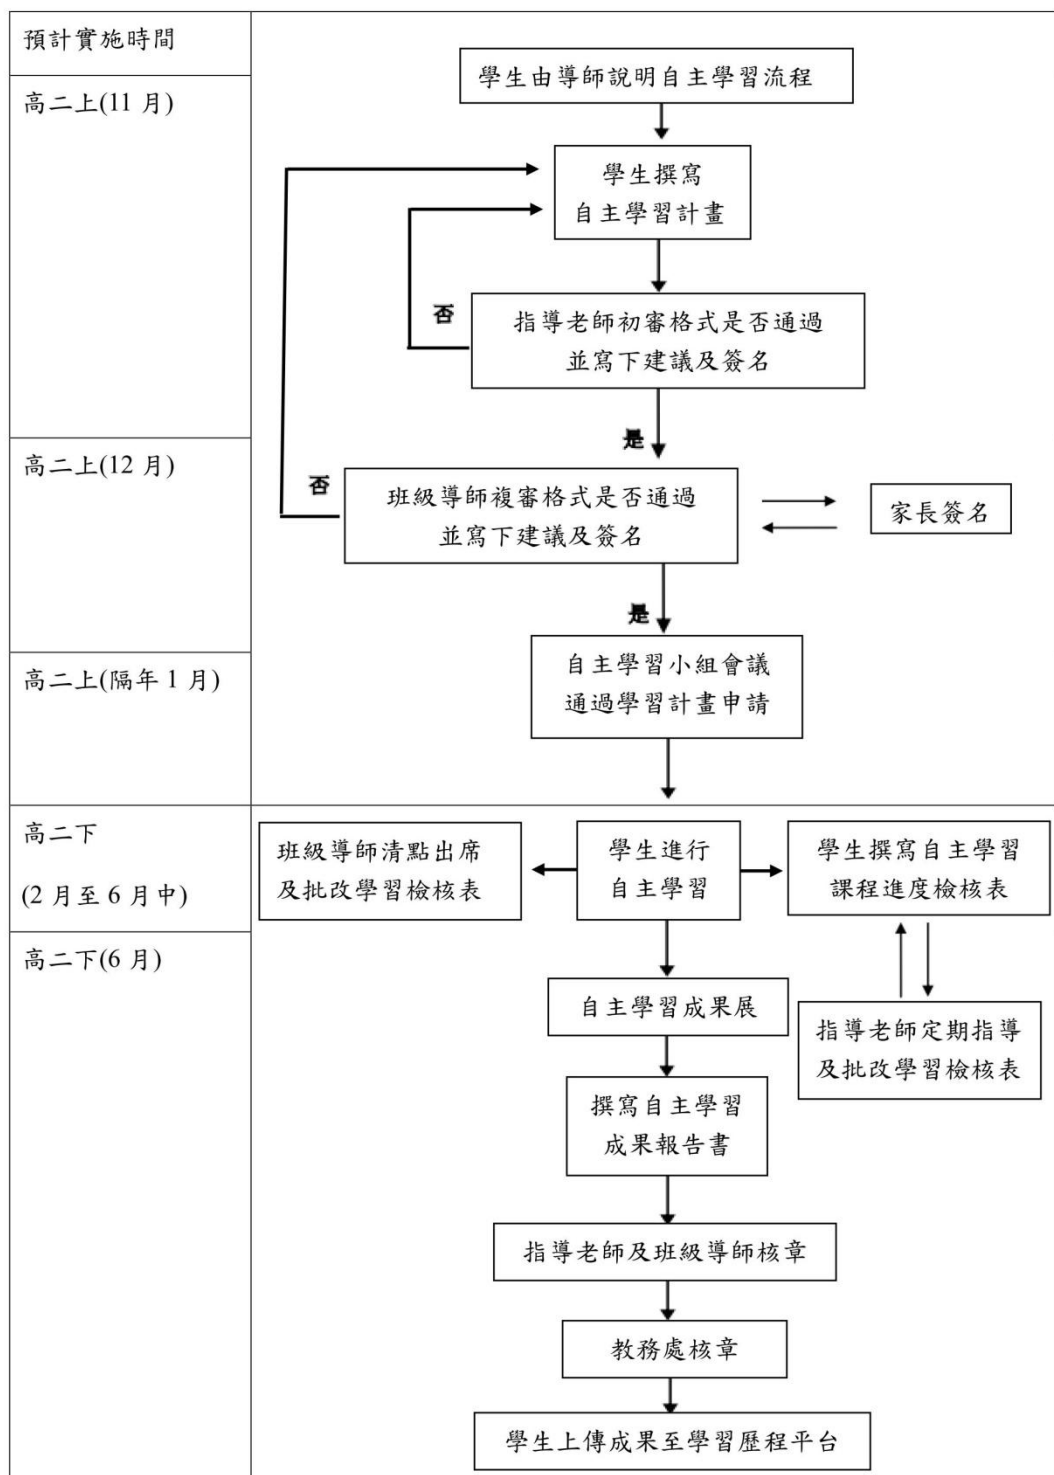 預計實施時間
學生由導師說明自主學習流程
高二上(11 月)
學生撰寫
自主學習計畫
否
指導老師初審格式是否通過
並寫下建議及簽名
是
高二上(12 月)
否
班級導師複審格式是否通過
並寫下建議及簽名
家長簽名
是
高二上(隔年 1 月)
自主學習小組會議
通過學習計畫申請
高二下
(2 月至 6 月中)
班級導師清點出席
及批改學習檢核表
學生進行
自主學習
學生撰寫自主學習
課程進度檢核表
高二下(6 月)
自主學習成果展
指導老師定期指導
及批改學習檢核表
撰寫自主學習
成果報告書
指導老師及班級導師核章
教務處核章
學生上傳成果至學習歷程平台